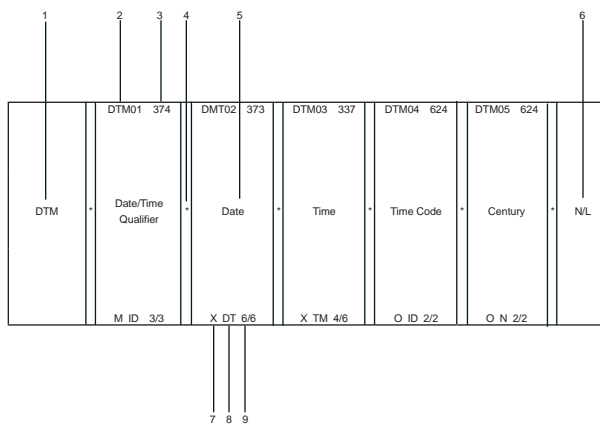 1 2 3 4 5 6
DTM01 374 DMT02 373 DTM03 337 DTM04 624 DTM05 624
DTM * Date/Time Qualifier * Date * Time * Time Code * Century * N/L
M ID 3/3 X DT 6/6 X TM 4/6 O ID 2/2 O N 2/2
7 8 9